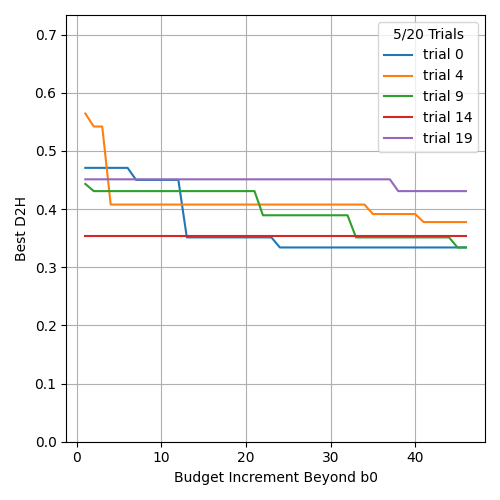 5/20 Trials
trial 0
trial 4
trial 9
trial 14
trial 19
0.7
0.6
0.5
0.4
0.3
0.2
0.1
0.0
Best D2H
0 10 20 30 40
Budget Increment Beyond b0